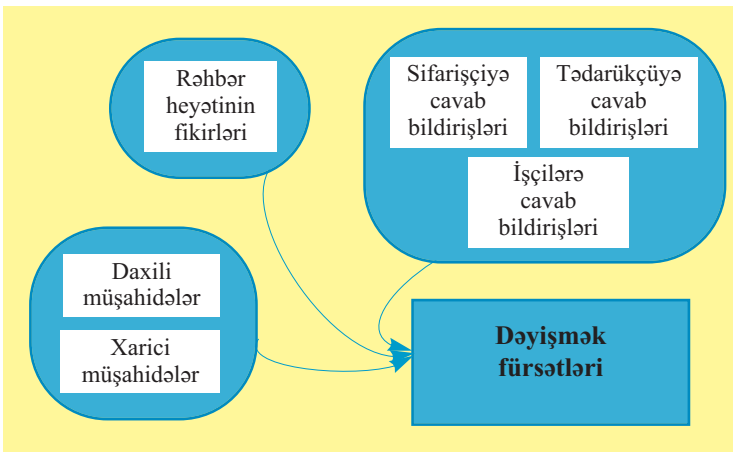 Rəhbər
heyətinin
fikirləri
Sifarişçiyə
cavab
bildirişləri
Tədarükçüyə
cavab
bildirişləri
İşçilərə
cavab
bildirişləri
Daxili
müşahidələr
Xarici
müşahidələr
Dəyişmək
fürsətləri